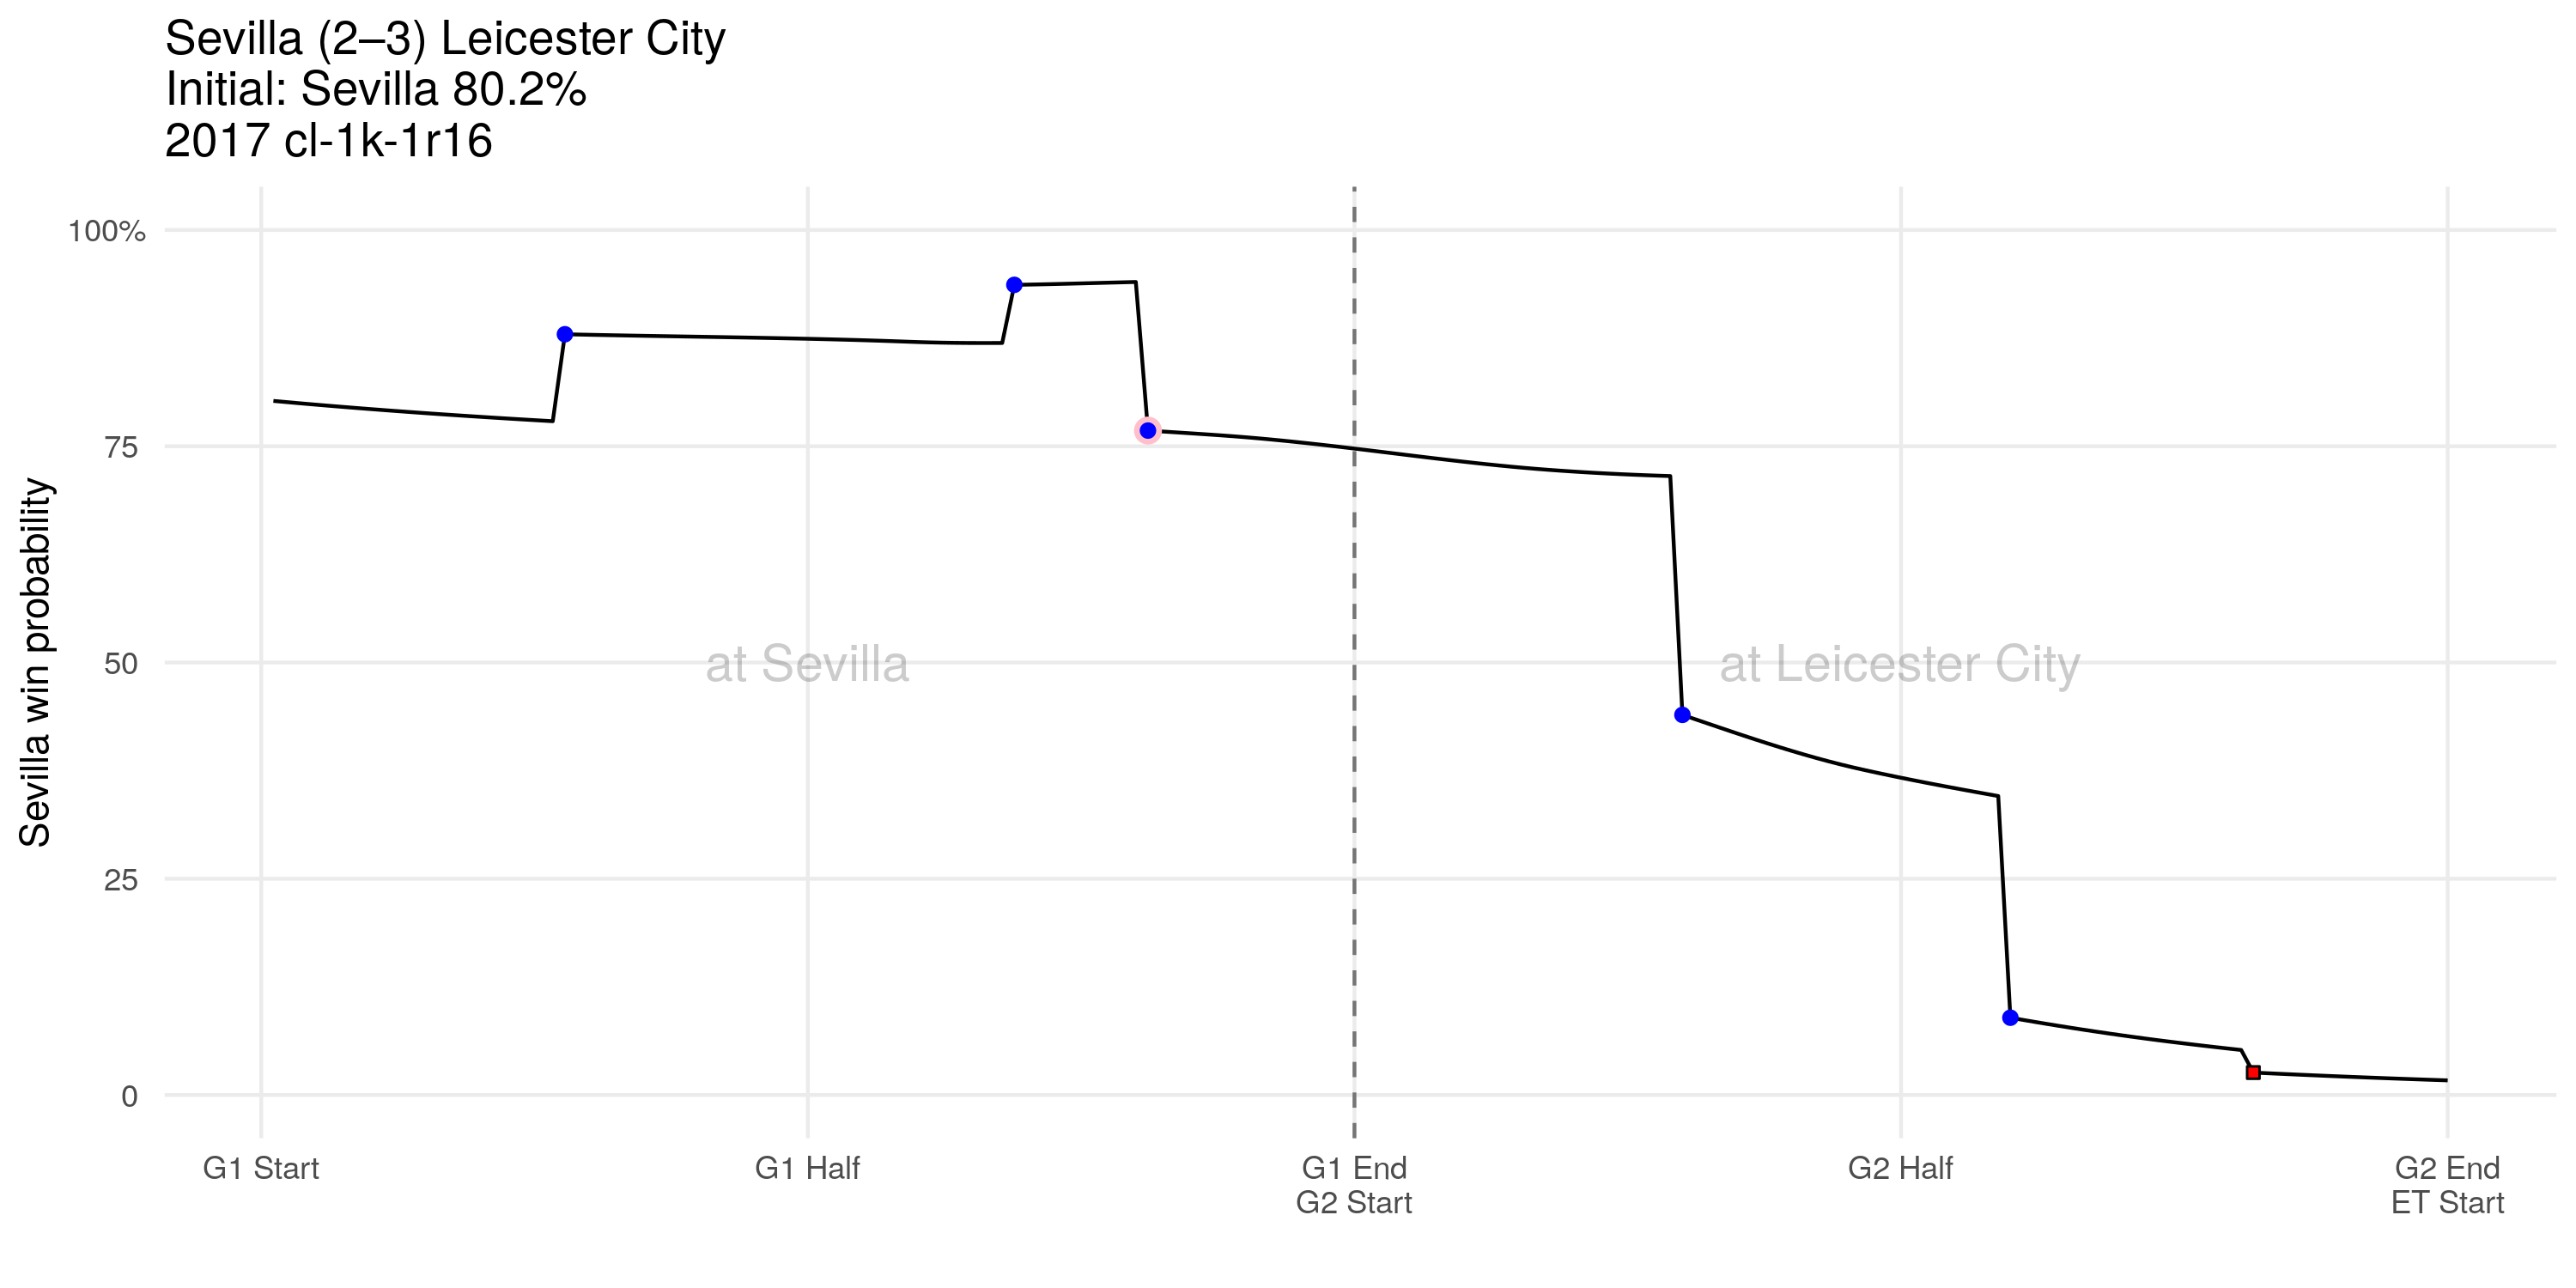 Sevilla (2–3) Leicester City
Initial: Sevilla 80.2%
2017 cl-1k-1r16
Sevilla win probability
100%
75
50
25
0
at Sevilla
at Leicester City
G1 Start
G1 Half
G1 End
G2 Start
G2 Half
G2 End
ET Start